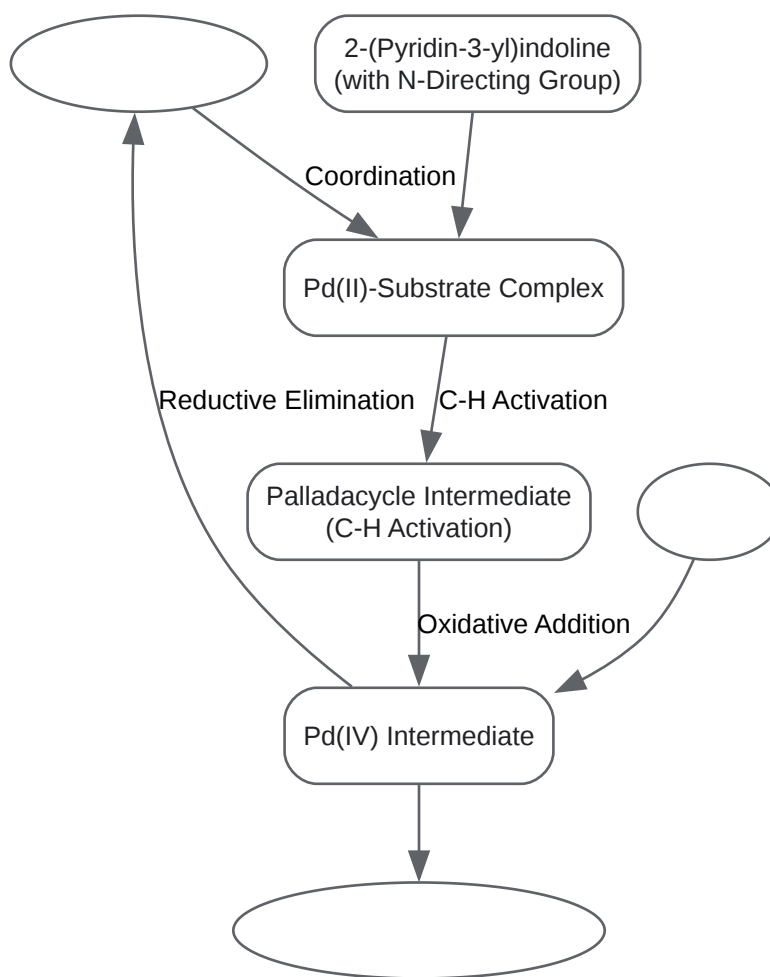 2-(Pyridin-3-yl)indoline
(with N-Directing Group)
Coordination
Pd(II)-Substrate Complex
Reductive Elimination
C-H Activation
Palladacycle Intermediate
(C-H Activation)
Oxidative Addition
Pd(IV) Intermediate